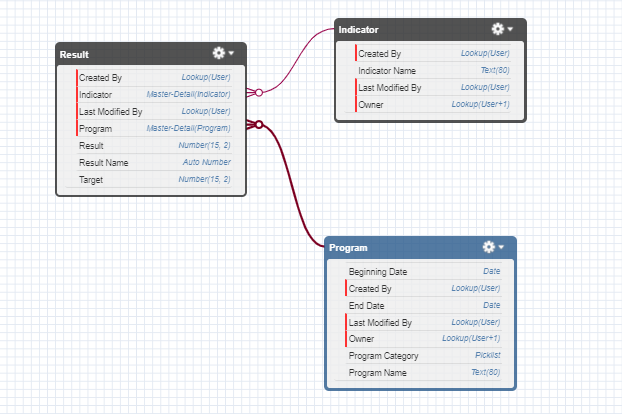 Result
Created By Lookup(User)
Indicator Master-Detail(Indicator)
Last Modified By Lookup(User)
Program Master-Detail(Program)
Result Number(15, 2)
Result Name Auto Number
Target Number(15, 2)
Indicator
Created By Lookup(User)
Indicator Name Text(80)
Last Modified By Lookup(User)
Owner Lookup(User+1)
Program
Beginning Date Date
Created By Lookup(User)
End Date Date
Last Modified By Lookup(User)
Owner Lookup(User+1)
Program Category Picklist
Program Name Text(80)